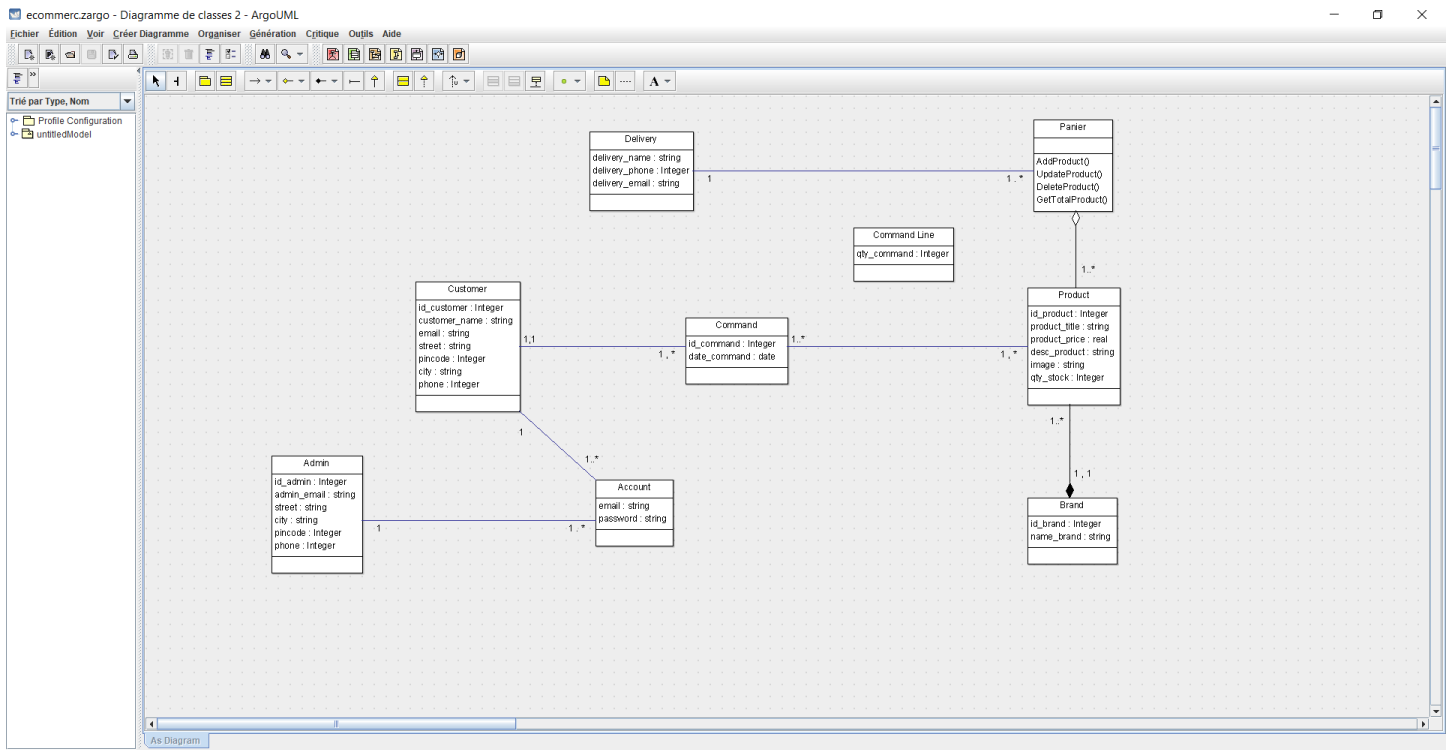 ecommerc.zargo - Diagramme de classes 2 - ArgoUML
Fichier Édition Voir Créer Diagramme Organiser Génération Critique Outils Aide
Trié par Type, Nom
Profile Configuration
untitledModel
Delivery
delivery_name : string
delivery_phone : Integer
delivery_email : string
1
1 . *
Panier
AddProduct()
UpdateProduct()
DeleteProduct()
GetTotalProduct()
1..*
Command Line
qty_command : Integer
Customer
id_customer : Integer
customer_name : string
email : string
street : string
pincode : Integer
city : string
phone : Integer
1,1
1 , *
Command
id_command : Integer
date_command : date
1..*
1 , *
Product
id_product : Integer
product_title : string
product_price : real
desc_product : string
image : string
qty_stock : Integer
1..*
1 , 1
1
1..*
Admin
id_admin : Integer
admin_email : string
street : string
city : string
pincode : Integer
phone : Integer
1
1 . *
Account
email : string
password : string
Brand
id_brand : Integer
name_brand : string
As Diagram